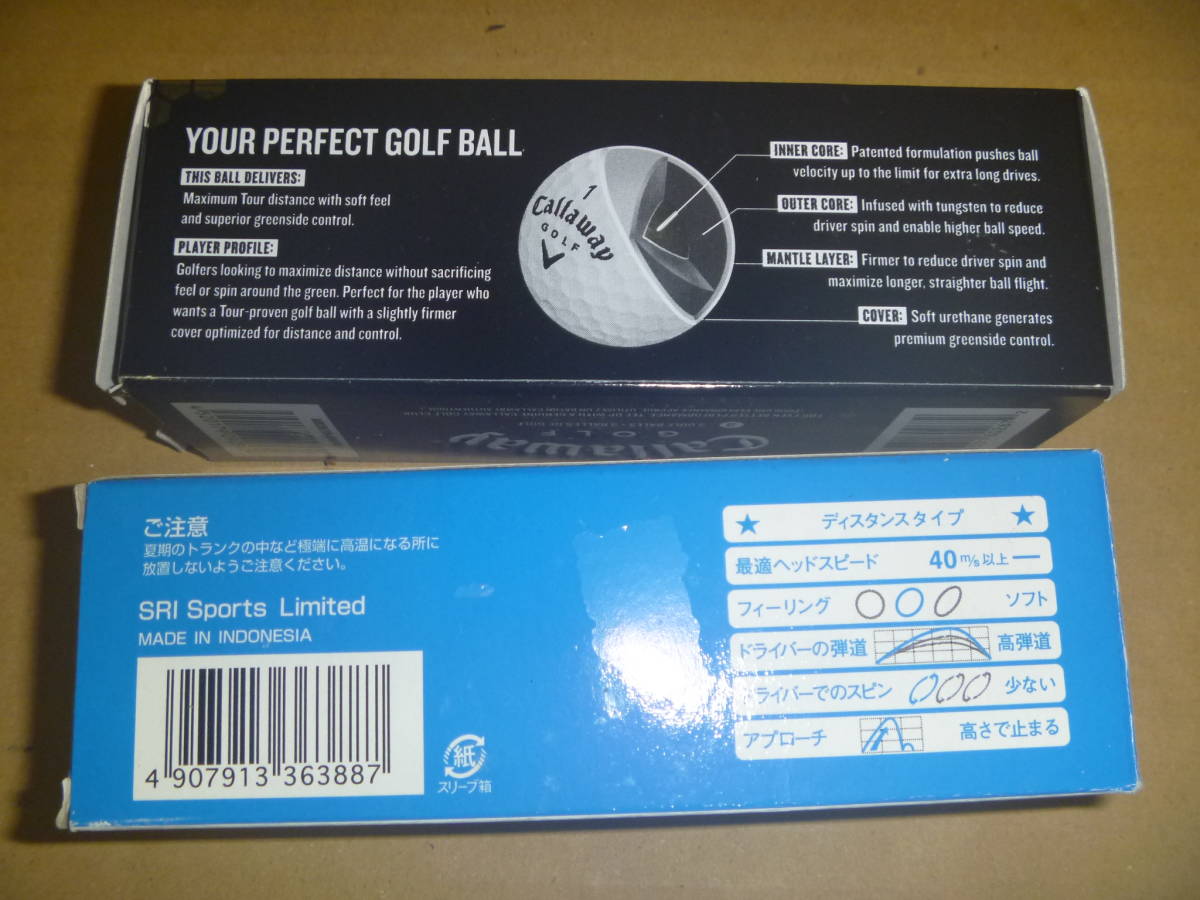 YOUR PERFECT GOLF BALL
THIS BALL DELIVERS:
Maximum Tour distance with soft feel
and superior greenside control.
PLAYER PROFILE:
Golfers looking to maximize distance without sacrificing
feel or spin around the green. Perfect for the player who
wants a Tour-proven golf ball with a slightly firmer
cover optimized for distance and control.
1
Callaway
GOLF
INNER CORE: Patented formulation pushes ball
velocity up to the limit for extra long drives.
OUTER CORE: Infused with tungsten to reduce
driver spin and enable higher ball speed.
MANTLE LAYER: Firmer to reduce driver spin and
maximize longer, straighter ball flight.
COVER: Soft urethane generates
premium greenside control.
Callaway
GOLF
ご注意
夏期のトランクの中など極端に高温になる所に
放置しないようご注意ください。
SRI Sports Limited
MADE IN INDONESIA
4 907913 363887
紙
スリーブ箱
★ ディスタンスタイプ ★
最適ヘッドスピード 40m/s以上
フィーリング ソフト
ドライバーの弾道 高弾道
ドライバーでのスピン 少ない
アプローチ 高さで止まる